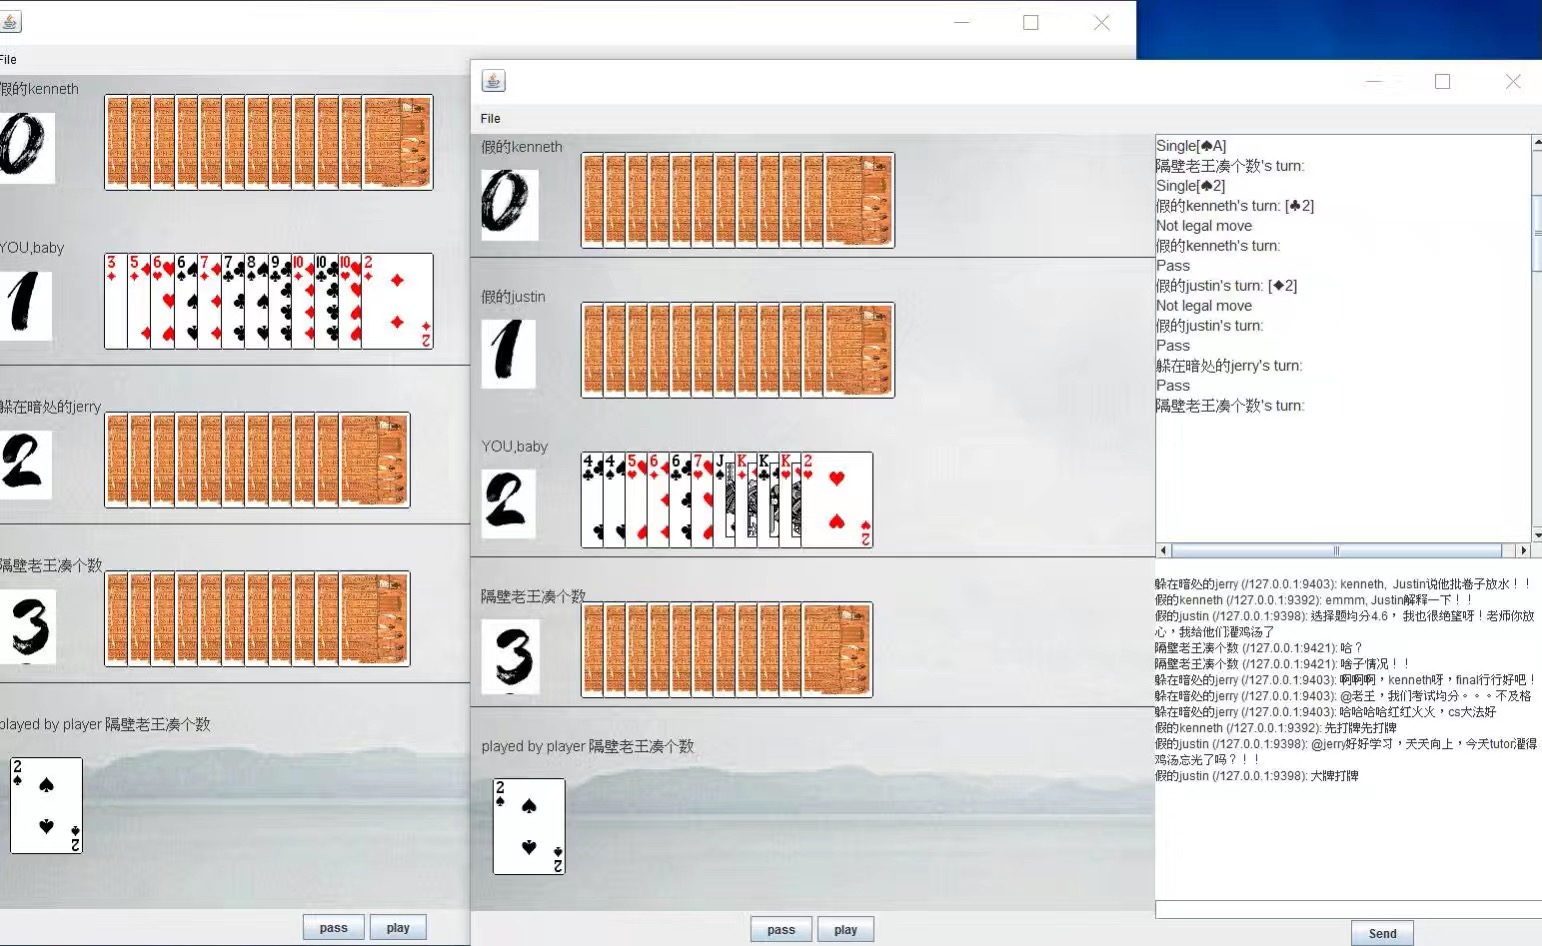 File
假的kenneth
0
YOU,baby
1
3
5
6
6
7
7
8
9
10
10
10
2
2
躲在暗处的jerry
2
隔壁老王凑个数
3
played by player 隔壁老王凑个数
2
2
pass
play
File
假的kenneth
0
假的justin
1
YOU,baby
2
4
4
5
6
6
7
J
K
K
K
2
2
隔壁老王凑个数
3
played by player 隔壁老王凑个数
2
2
pass
play
Single[♠A]
隔壁老王凑个数's turn:
Single[♠2]
假的kenneth's turn: [♣2]
Not legal move
假的kenneth's turn:
Pass
假的justin's turn: [♦2]
Not legal move
假的justin's turn:
Pass
躲在暗处的jerry's turn:
Pass
隔壁老王凑个数's turn:
躲在暗处的jerry (/127.0.0.1:9403): kenneth, Justin说他批卷子放水！！
假的kenneth (/127.0.0.1:9392): emmm, Justin解释一下！！
假的justin (/127.0.0.1:9398): 选择题均分4.6，我也很绝望呀！老师你放
心，我给他们灌鸡汤了
隔壁老王凑个数 (/127.0.0.1:9421): 哈？
隔壁老王凑个数 (/127.0.0.1:9421): 啥子情况！！
躲在暗处的jerry (/127.0.0.1:9403): 啊啊啊，kenneth呀，final行行好吧！
躲在暗处的jerry (/127.0.0.1:9403): @老王，我们考试均分。。。不及格
躲在暗处的jerry (/127.0.0.1:9403): 哈哈哈哈红红火火，cs大法好
假的kenneth (/127.0.0.1:9392): 先打牌先打牌
假的justin (/127.0.0.1:9398): @jerry好好学习，天天向上，今天tutor灌得
鸡汤忘光了吗？！！
假的justin (/127.0.0.1:9398): 大牌打牌
Send